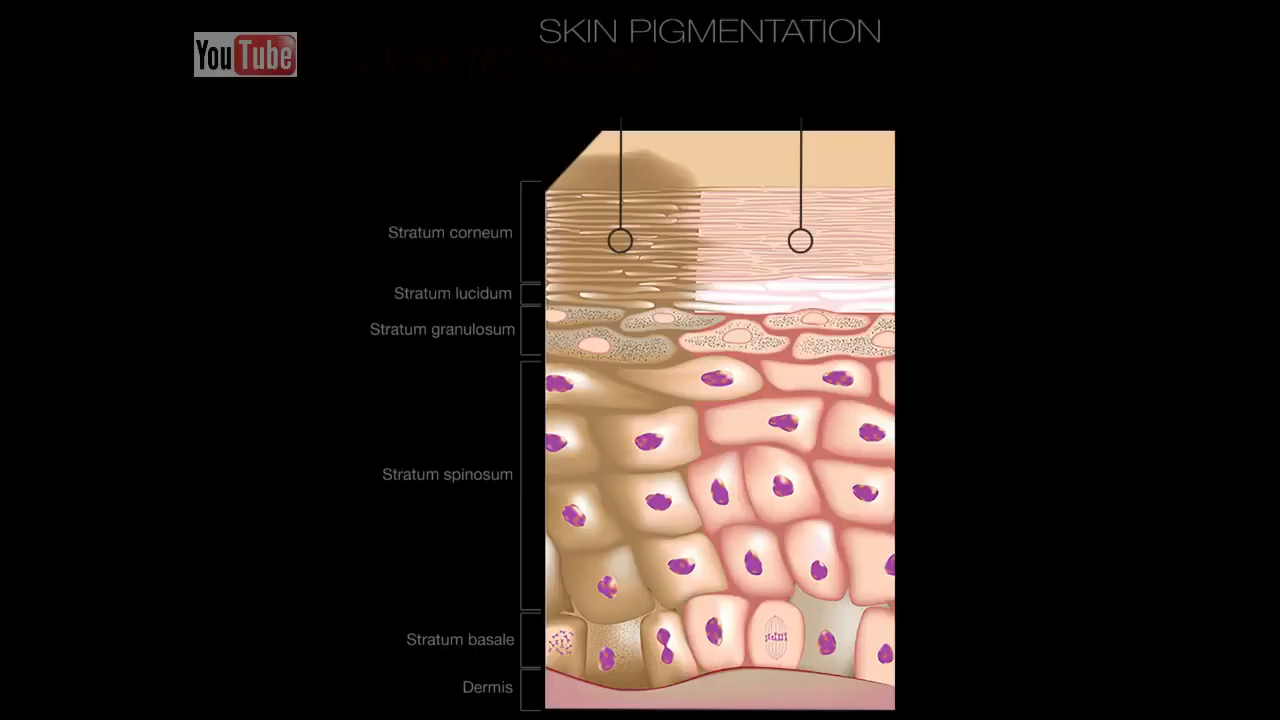 SKIN PIGMENTATION
YouTube
Stratum corneum
Stratum lucidum
Stratum granulosum
Stratum spinosum
Stratum basale
Dermis